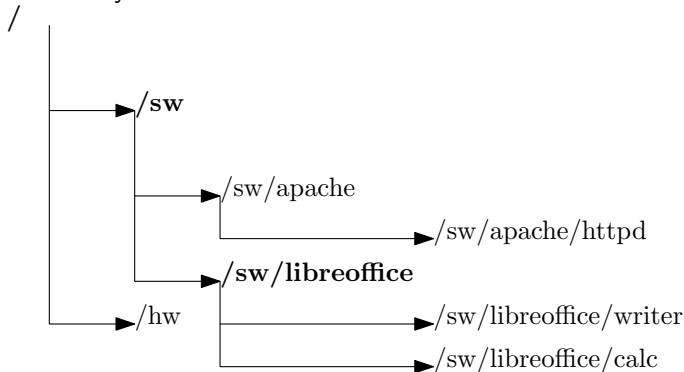 /
/sw
/sw/apache
/sw/apache/httpd
/sw/libreoffice
/hw
/sw/libreoffice/writer
/sw/libreoffice/calc